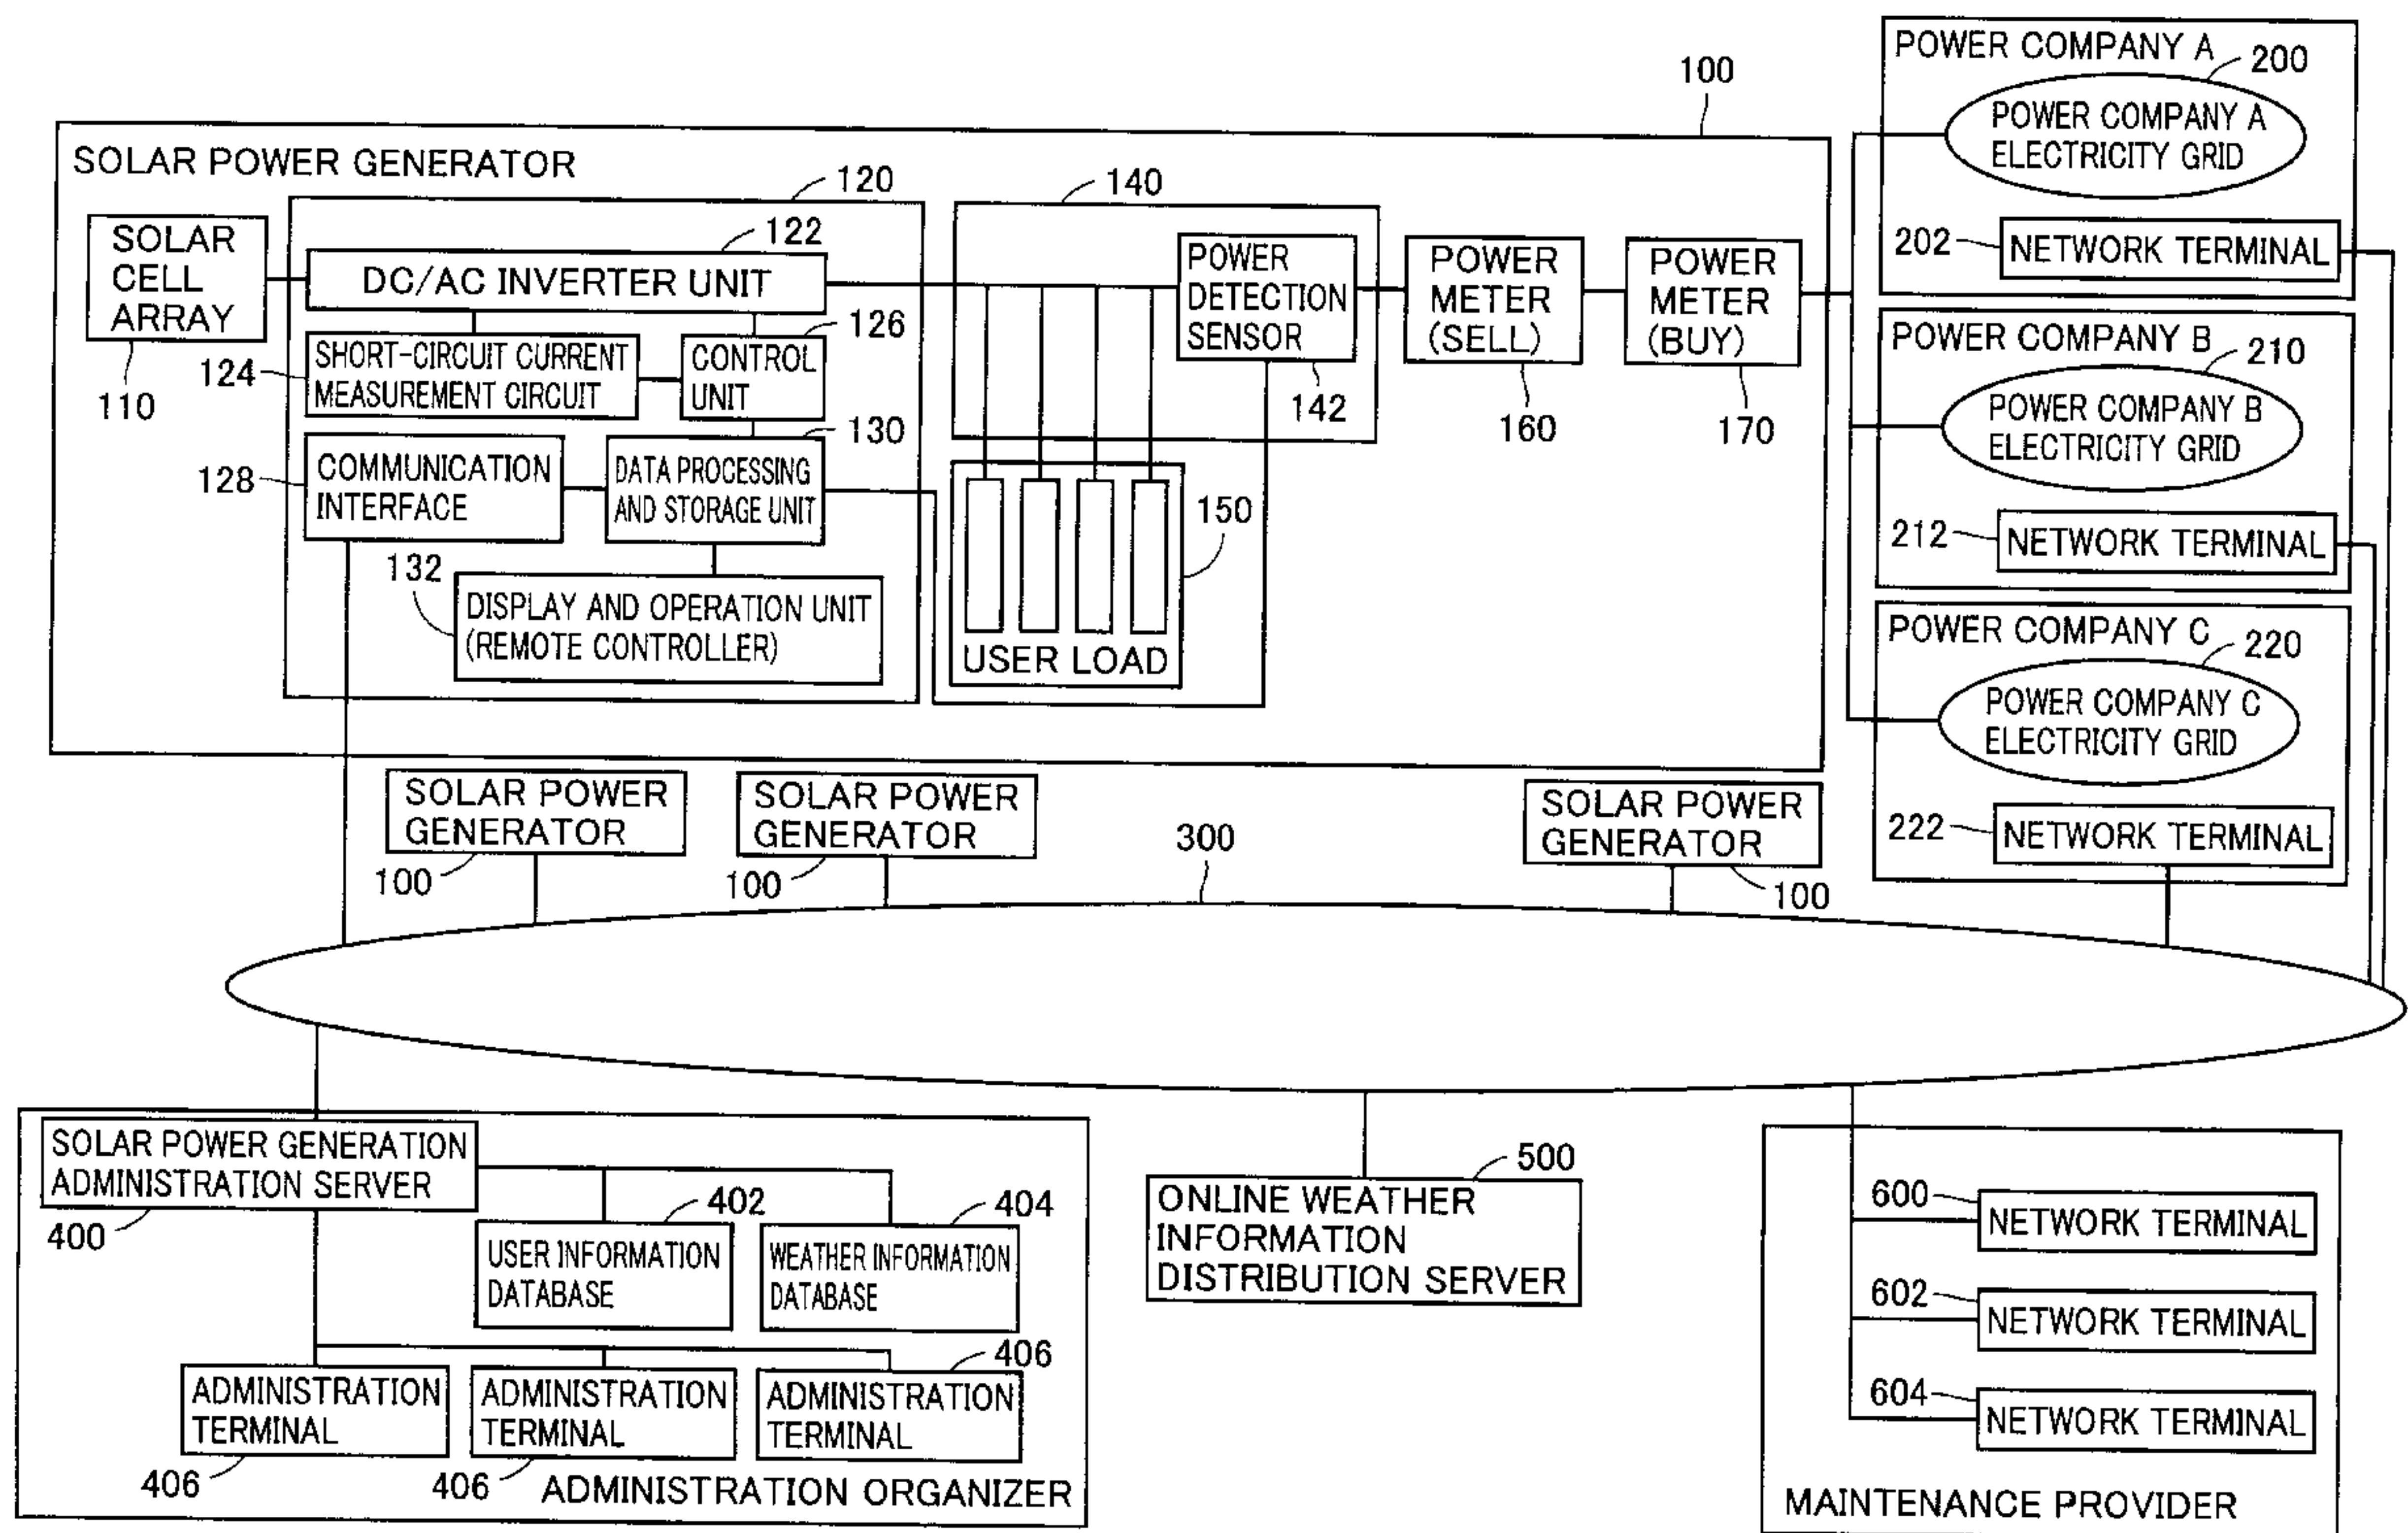 POWER COMPANY A
200
POWER COMPANY A
ELECTRICITY GRID
202
NETWORK TERMINAL
100
SOLAR POWER GENERATOR
120
140
SOLAR
CELL
ARRAY
110
122
DC/AC INVERTER UNIT
126
SHORT-CIRCUIT CURRENT
MEASUREMENT CIRCUIT
124
CONTROL
UNIT
130
COMMUNICATION
INTERFACE
128
DATA PROCESSING
AND STORAGE UNIT
132
DISPLAY AND OPERATION UNIT
(REMOTE CONTROLLER)
POWER
DETECTION
SENSOR
142
POWER
METER
(SELL)
160
POWER
METER
(BUY)
170
150
USER LOAD
POWER COMPANY B
210
POWER COMPANY B
ELECTRICITY GRID
212
NETWORK TERMINAL
POWER COMPANY C
220
POWER COMPANY C
ELECTRICITY GRID
222
NETWORK TERMINAL
SOLAR POWER
GENERATOR
100
SOLAR POWER
GENERATOR
100
SOLAR POWER
GENERATOR
100
300
SOLAR POWER GENERATION
ADMINISTRATION SERVER
400
402
USER INFORMATION
DATABASE
404
WEATHER INFORMATION
DATABASE
ADMINISTRATION
TERMINAL
406
ADMINISTRATION
TERMINAL
406
406
ADMINISTRATION
TERMINAL
ADMINISTRATION ORGANIZER
500
ONLINE WEATHER
INFORMATION
DISTRIBUTION SERVER
600
NETWORK TERMINAL
602
NETWORK TERMINAL
604
NETWORK TERMINAL
MAINTENANCE PROVIDER